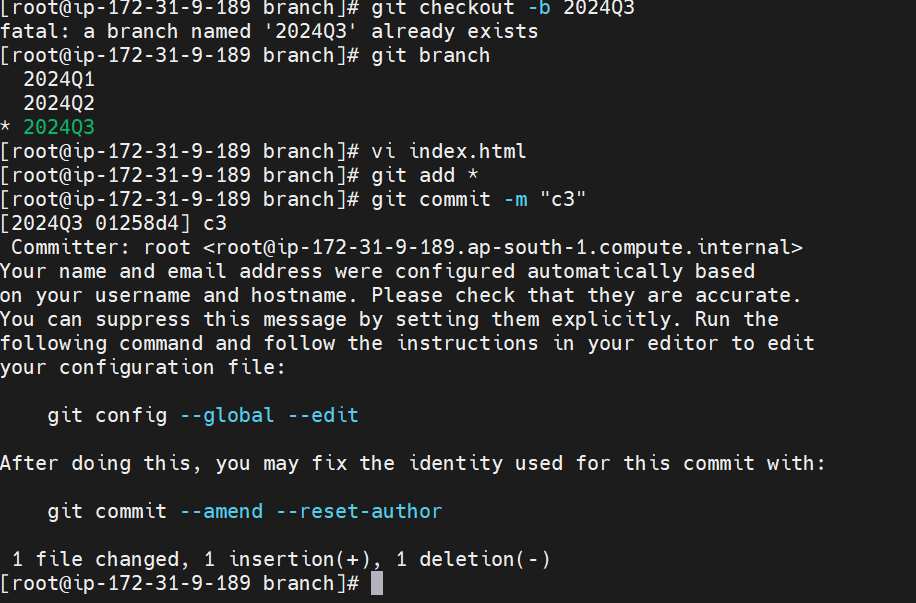 [root@ip-172-31-9-189 branch]# git checkout -b 2024Q3
fatal: a branch named '2024Q3' already exists
[root@ip-172-31-9-189 branch]# git branch
  2024Q1
  2024Q2
* 2024Q3
[root@ip-172-31-9-189 branch]# vi index.html
[root@ip-172-31-9-189 branch]# git add *
[root@ip-172-31-9-189 branch]# git commit -m "c3"
[2024Q3 01258d4] c3
 Committer: root <root@ip-172-31-9-189.ap-south-1.compute.internal>
Your name and email address were configured automatically based
on your username and hostname. Please check that they are accurate.
You can suppress this message by setting them explicitly. Run the
following command and follow the instructions in your editor to edit
your configuration file:

    git config --global --edit

After doing this, you may fix the identity used for this commit with:

    git commit --amend --reset-author

 1 file changed, 1 insertion(+), 1 deletion(-)
[root@ip-172-31-9-189 branch]#